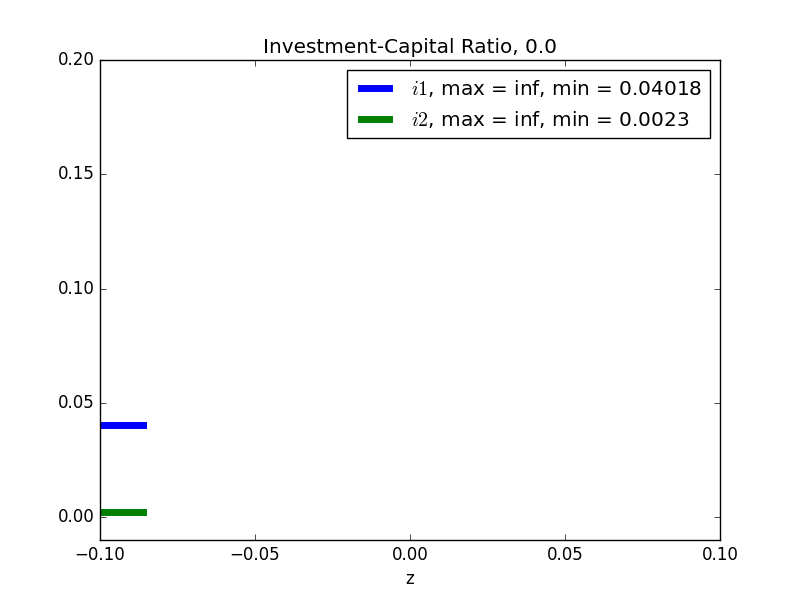 Investment-Capital Ratio, 0.0
i1, max = inf, min = 0.04018
i2, max = inf, min = 0.0023
0.20
0.15
0.10
0.05
0.00
−0.10
−0.05
0.00
0.05
0.10
z